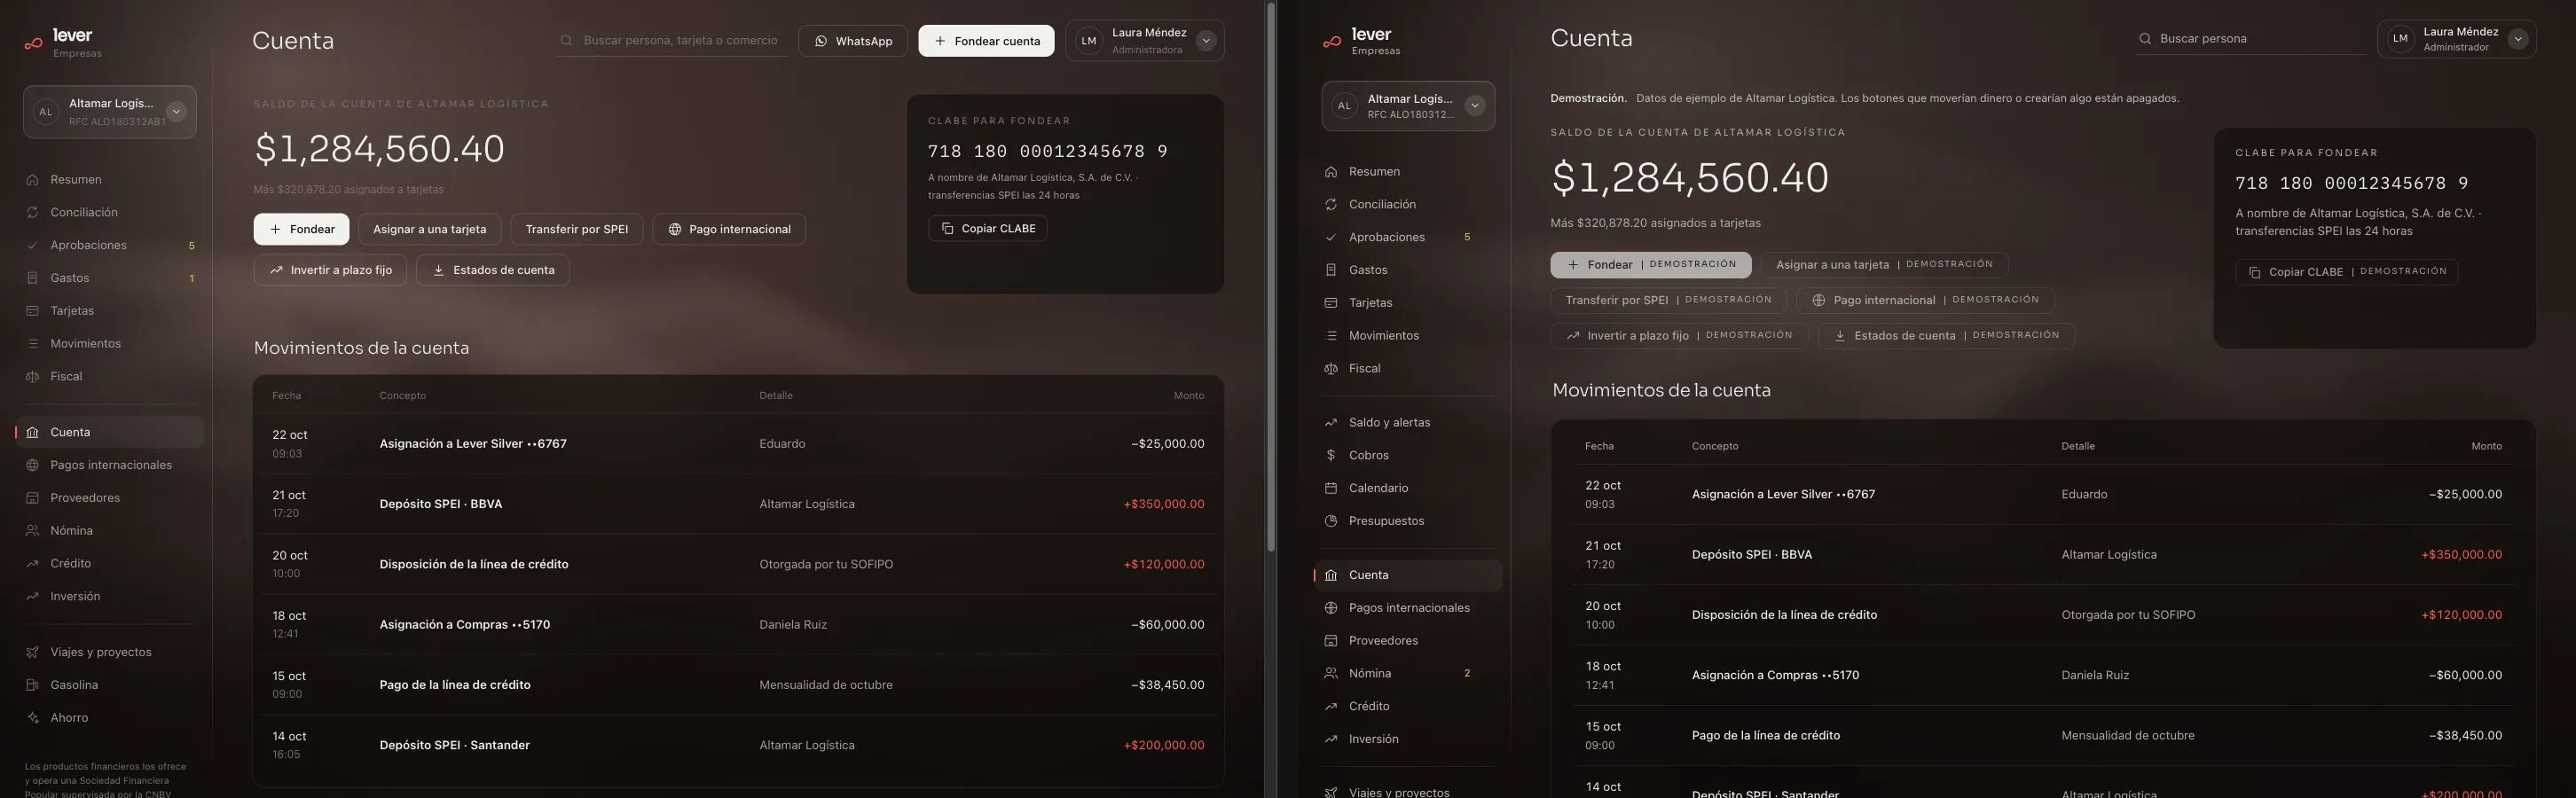 lever
Empresas
Altamar Logís...
AL
RFC ALO180312AB1
Resumen
Conciliación
Aprobaciones 5
Gastos 1
Tarjetas
Movimientos
Fiscal
Cuenta
Pagos internacionales
Proveedores
Nómina
Crédito
Inversión
Viajes y proyectos
Gasolina
Ahorro
Los productos financieros los ofrece
y opera una Sociedad Financiera
Popular supervisada por la CNBV
Cuenta
Buscar persona, tarjeta o comercio
WhatsApp
Fondear cuenta
LM
Laura Méndez
Administradora
SALDO DE LA CUENTA DE ALTAMAR LOGÍSTICA
$1,284,560.40
Más $320,878.20 asignados a tarjetas
Fondear Asignar a una tarjeta Transferir por SPEI Pago internacional
Invertir a plazo fijo Estados de cuenta
CLABE PARA FONDEAR
718 180 00012345678 9
A nombre de Altamar Logística, S.A. de C.V. ·
transferencias SPEI las 24 horas
Copiar CLABE
Movimientos de la cuenta
Fecha Concepto Detalle Monto
22 oct
09:03
Asignación a Lever Silver ••6767 Eduardo –$25,000.00
21 oct
17:20
Depósito SPEI · BBVA Altamar Logística +$350,000.00
20 oct
10:00
Disposición de la línea de crédito Otorgada por tu SOFIPO +$120,000.00
18 oct
12:41
Asignación a Compras ••5170 Daniela Ruiz –$60,000.00
15 oct
09:00
Pago de la línea de crédito Mensualidad de octubre –$38,450.00
14 oct
16:05
Depósito SPEI · Santander Altamar Logística +$200,000.00
lever
Empresas
Altamar Logís...
AL
RFC ALO180312...
Resumen
Conciliación
Aprobaciones 5
Gastos
Tarjetas
Movimientos
Fiscal
Saldo y alertas
Cobros
Calendario
Presupuestos
Cuenta
Pagos internacionales
Proveedores
Nómina 2
Crédito
Inversión
Viajes y proyectos
Cuenta
Buscar persona
LM
Laura Méndez
Administrador
Demostración. Datos de ejemplo de Altamar Logística. Los botones que moverían dinero o crearían algo están apagados.
SALDO DE LA CUENTA DE ALTAMAR LOGÍSTICA
$1,284,560.40
Más $320,878.20 asignados a tarjetas
Fondear | DEMOSTRACIÓN Asignar a una tarjeta | DEMOSTRACIÓN
Transferir por SPEI | DEMOSTRACIÓN Pago internacional | DEMOSTRACIÓN
Invertir a plazo fijo | DEMOSTRACIÓN Estados de cuenta | DEMOSTRACIÓN
CLABE PARA FONDEAR
718 180 00012345678 9
A nombre de Altamar Logística, S.A. de C.V. ·
transferencias SPEI las 24 horas
Copiar CLABE | DEMOSTRACIÓN
Movimientos de la cuenta
Fecha Concepto Detalle Monto
22 oct
09:03
Asignación a Lever Silver ••6767 Eduardo –$25,000.00
21 oct
17:20
Depósito SPEI · BBVA Altamar Logística +$350,000.00
20 oct
10:00
Disposición de la línea de crédito Otorgada por tu SOFIPO +$120,000.00
18 oct
12:41
Asignación a Compras ••5170 Daniela Ruiz –$60,000.00
15 oct
09:00
Pago de la línea de crédito Mensualidad de octubre –$38,450.00
14 oct
Depósito SPEI · Santander Altamar Logística +$200,000.00